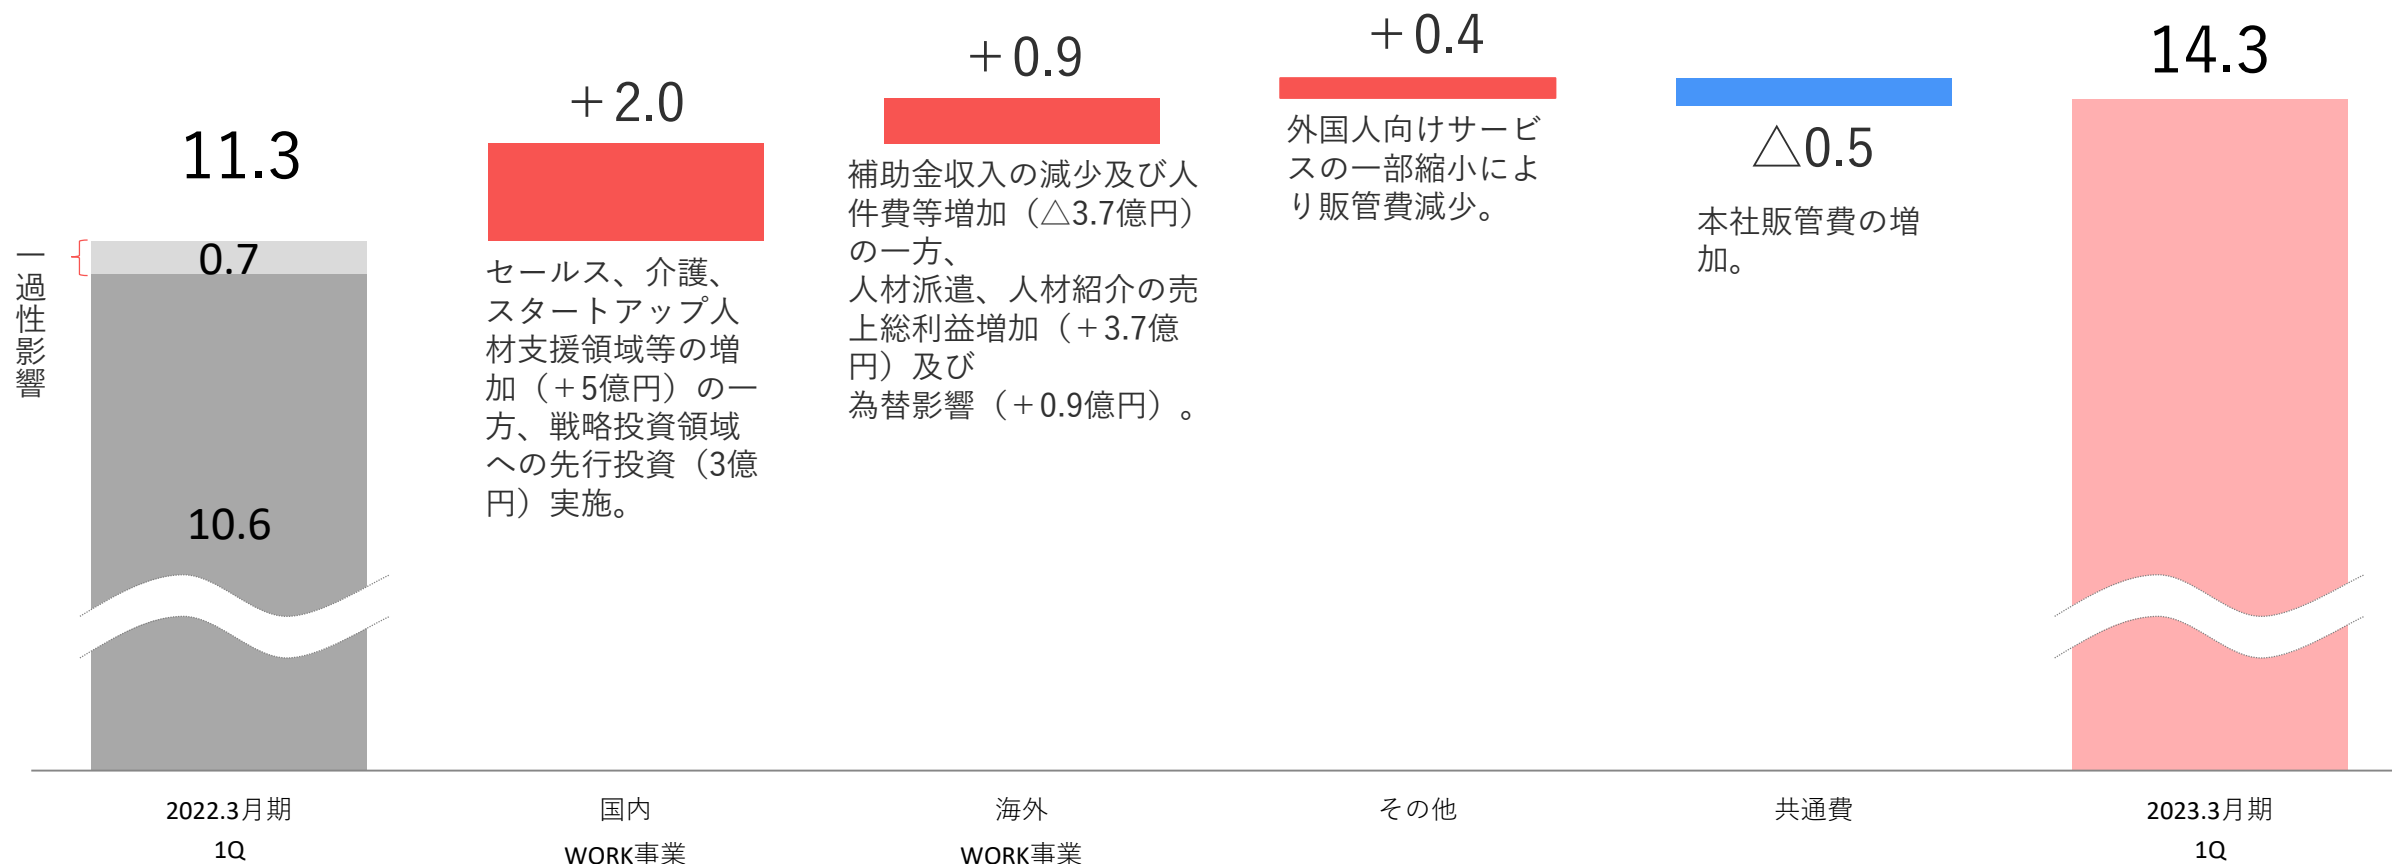 11.3
0.7
一過性影響
10.6
2022.3月期
1Q
＋2.0
セールス、介護、
スタートアップ人
材支援領域等の増
加（＋5億円）の一
方、戦略投資領域
への先行投資（3億
円）実施。
国内
WORK事業
＋0.9
補助金収入の減少及び人
件費等増加（△3.7億円）
の一方、
人材派遣、人材紹介の売
上総利益増加（＋3.7億
円）及び
為替影響（＋0.9億円）。
海外
WORK事業
＋0.4
外国人向けサービ
スの一部縮小によ
り販管費減少。
その他
△0.5
本社販管費の増
加。
共通費
14.3
2023.3月期
1Q